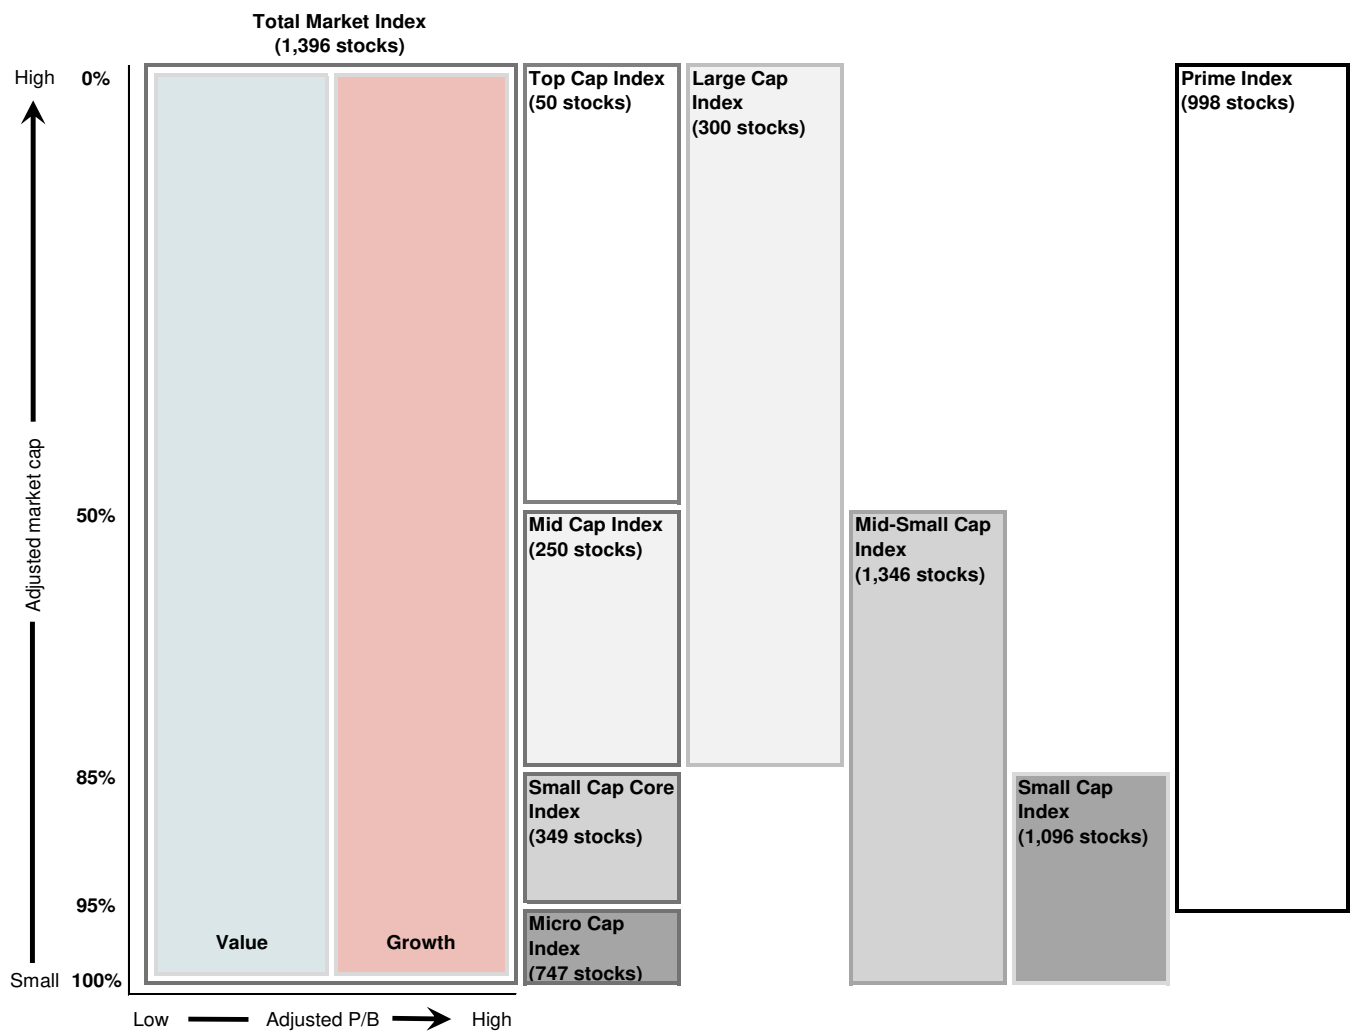 Total Market Index
(1,396 stocks)
High
0%
Top Cap Index
(50 stocks)
Large Cap
Index
(300 stocks)
Prime Index
(998 stocks)
Adjusted market cap
50%
Mid Cap Index
(250 stocks)
Mid-Small Cap
Index
(1,346 stocks)
85%
Small Cap Core
Index
(349 stocks)
Small Cap
Index
(1,096 stocks)
95%
Micro Cap
Index
(747 stocks)
Value
Growth
Small
100%
Low
Adjusted P/B
High